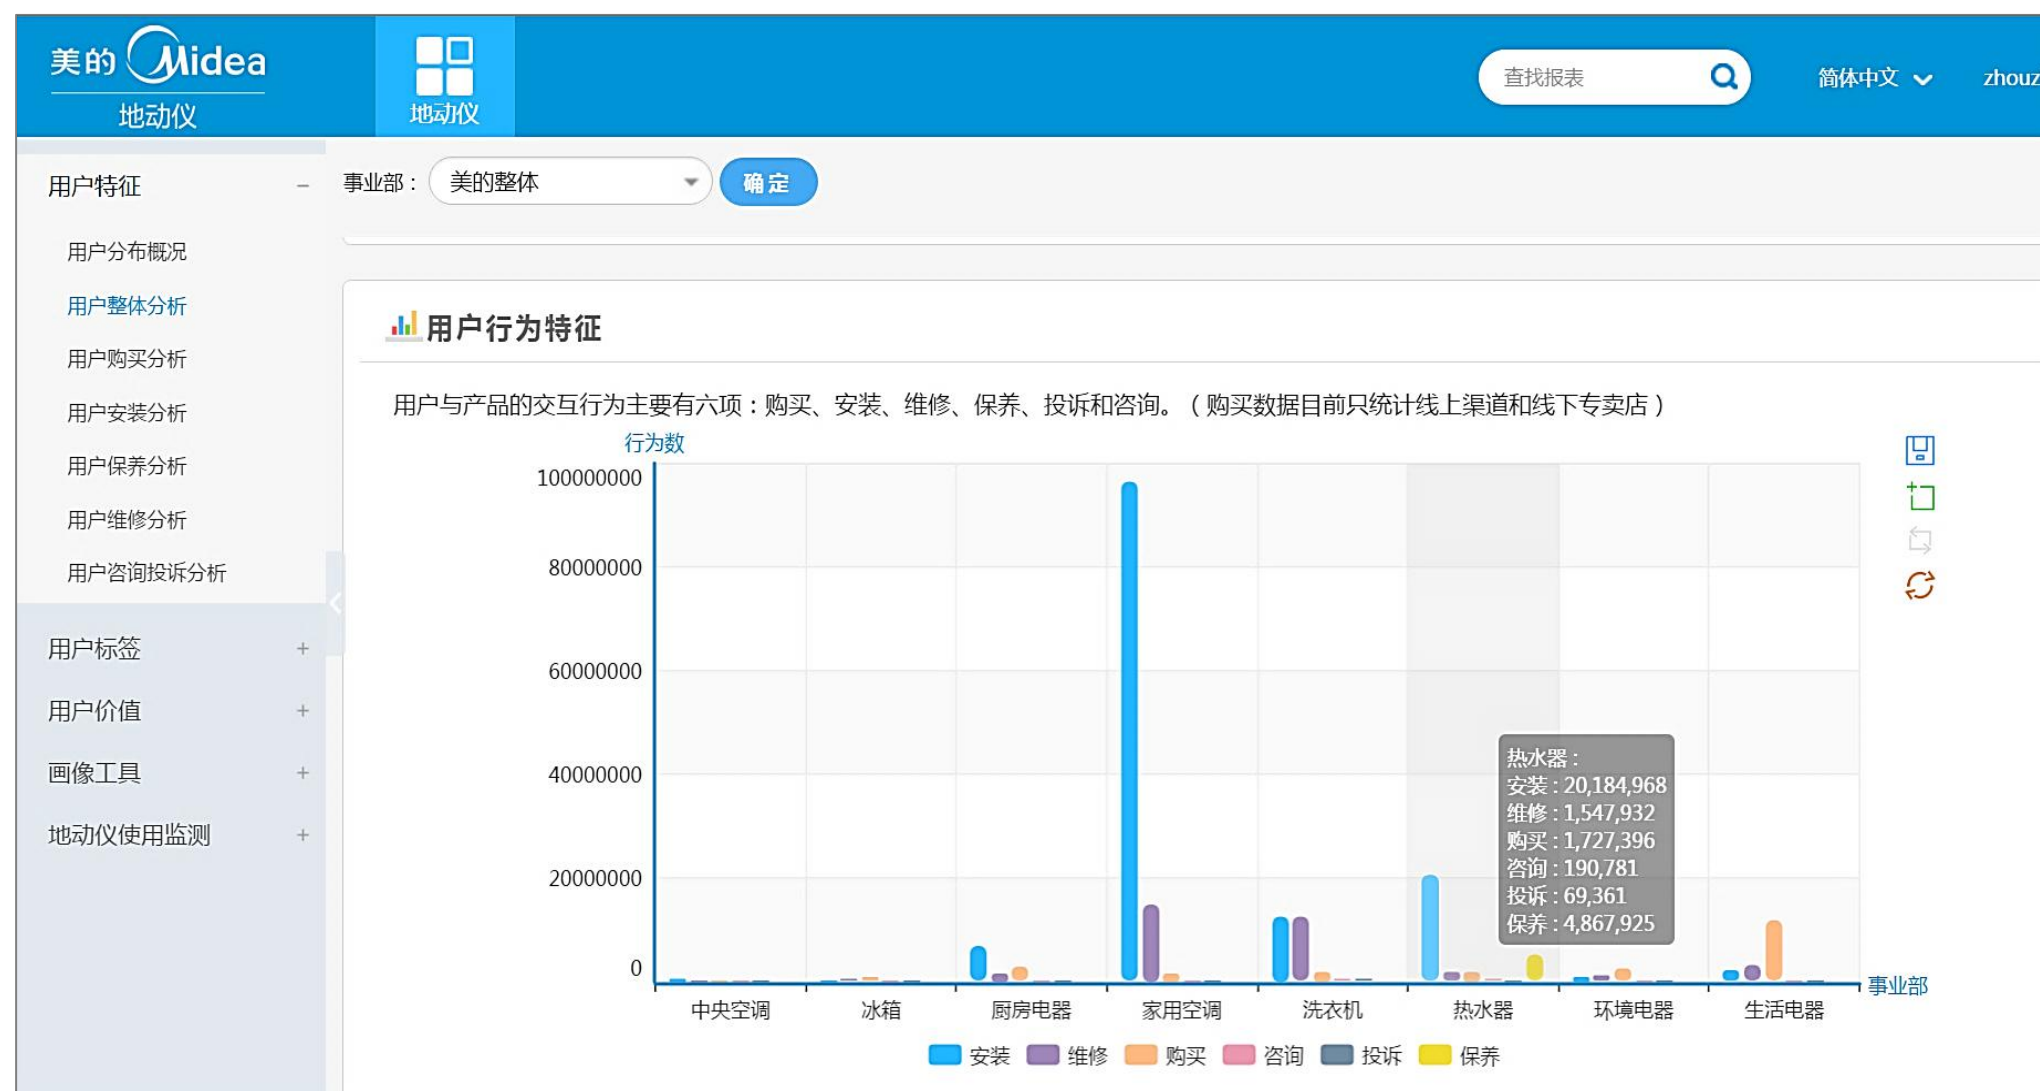 美的 Midea
地动仪
地动仪
查找报表
简体中文
zhouz
用户特征 −
用户分布概况
用户整体分析
用户购买分析
用户安装分析
用户保养分析
用户维修分析
用户咨询投诉分析
用户标签 +
用户价值 +
画像工具 +
地动仪使用监测 +
事业部： 美的整体 确定
用户行为特征
用户与产品的交互行为主要有六项：购买、安装、维修、保养、投诉和咨询。（购买数据目前只统计线上渠道和线下专卖店）
行为数
100000000
80000000
60000000
40000000
20000000
0
热水器：
安装：20,184,968
维修：1,547,932
购买：1,727,396
咨询：190,781
投诉：69,361
保养：4,867,925
事业部
中央空调 冰箱 厨房电器 家用空调 洗衣机 热水器 环境电器 生活电器
安装 维修 购买 咨询 投诉 保养